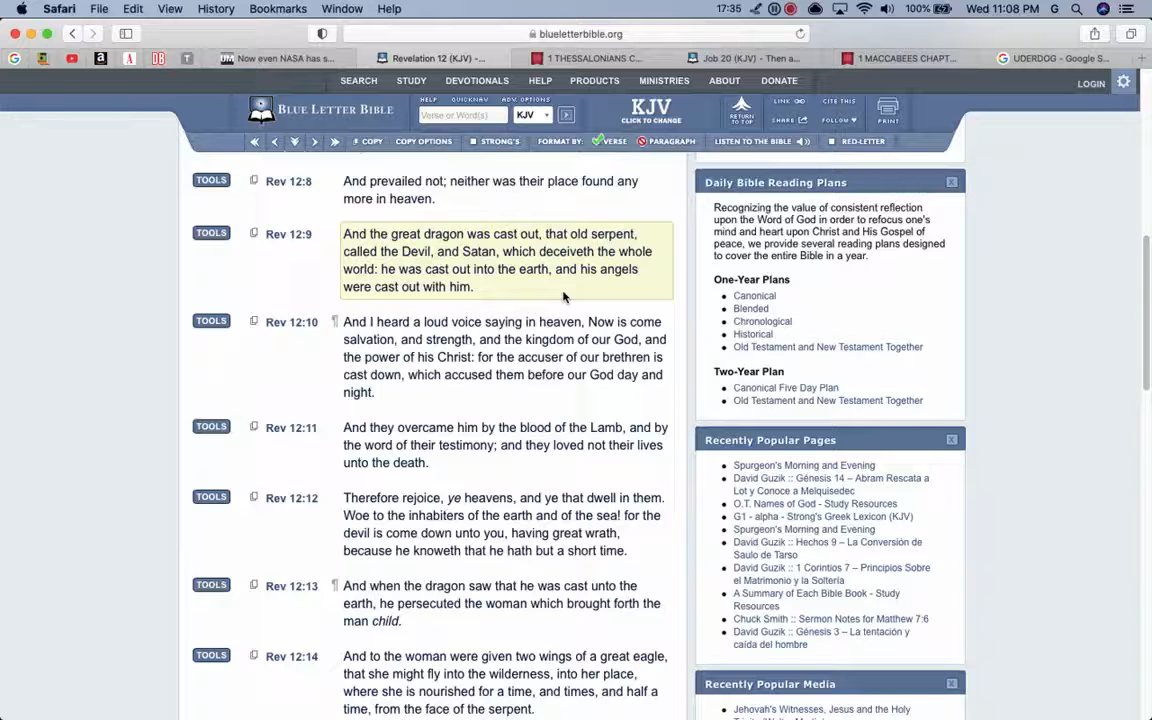 Safari File Edit View History Bookmarks Window Help 17:35 100% Wed 11:08 PM G
blueletterbible.org
Now even NASA has s... Revelation 12 (KJV) -... 1 THESSALONIANS C... Job 20 (KJV) - Then a... 1 MACCABEES CHAPT... UDERDOG - Google S
SEARCH STUDY DEVOTIONALS HELP PRODUCTS MINISTRIES ABOUT DONATE LOGIN
BLUE LETTER BIBLE
HELP QUICKNAV ADV. OPTIONS
Verse or Word(s) KJV
KJV
CLICK TO CHANGE
RETURN TO TOP
LINK CITE THIS
SHARE FOLLOW
PRINT
COPY COPY OPTIONS STRONG'S FORMAT BY: VERSE PARAGRAPH LISTEN TO THE BIBLE RED-LETTER
TOOLS Rev 12:8 And prevailed not; neither was their place found any
more in heaven.
TOOLS Rev 12:9 And the great dragon was cast out, that old serpent,
called the Devil, and Satan, which deceiveth the whole
world: he was cast out into the earth, and his angels
were cast out with him.
TOOLS Rev 12:10 ¶ And I heard a loud voice saying in heaven, Now is come
salvation, and strength, and the kingdom of our God, and
the power of his Christ: for the accuser of our brethren is
cast down, which accused them before our God day and
night.
TOOLS Rev 12:11 And they overcame him by the blood of the Lamb, and by
the word of their testimony; and they loved not their lives
unto the death.
TOOLS Rev 12:12 Therefore rejoice, ye heavens, and ye that dwell in them.
Woe to the inhabiters of the earth and of the sea! for the
devil is come down unto you, having great wrath,
because he knoweth that he hath but a short time.
TOOLS Rev 12:13 ¶ And when the dragon saw that he was cast unto the
earth, he persecuted the woman which brought forth the
man child.
TOOLS Rev 12:14 And to the woman were given two wings of a great eagle,
that she might fly into the wilderness, into her place,
where she is nourished for a time, and times, and half a
time, from the face of the serpent.
Daily Bible Reading Plans
Recognizing the value of consistent reflection
upon the Word of God in order to refocus one's
mind and heart upon Christ and His Gospel of
peace, we provide several reading plans designed
to cover the entire Bible in a year.
One-Year Plans
Canonical
Blended
Chronological
Historical
Old Testament and New Testament Together
Two-Year Plan
Canonical Five Day Plan
Old Testament and New Testament Together
Recently Popular Pages
Spurgeon's Morning and Evening
David Guzik :: Génesis 14 – Abram Rescata a
Lot y Conoce a Melquisedec
O.T. Names of God - Study Resources
G1 - alpha - Strong's Greek Lexicon (KJV)
Spurgeon's Morning and Evening
David Guzik :: Hechos 9 – La Conversión de
Saulo de Tarso
David Guzik :: 1 Corintios 7 – Principios Sobre
el Matrimonio y la Soltería
A Summary of Each Bible Book - Study
Resources
Chuck Smith :: Sermon Notes for Matthew 7:6
David Guzik :: Génesis 3 – La tentación y
caída del hombre
Recently Popular Media
Jehovah's Witnesses, Jesus and the Holy